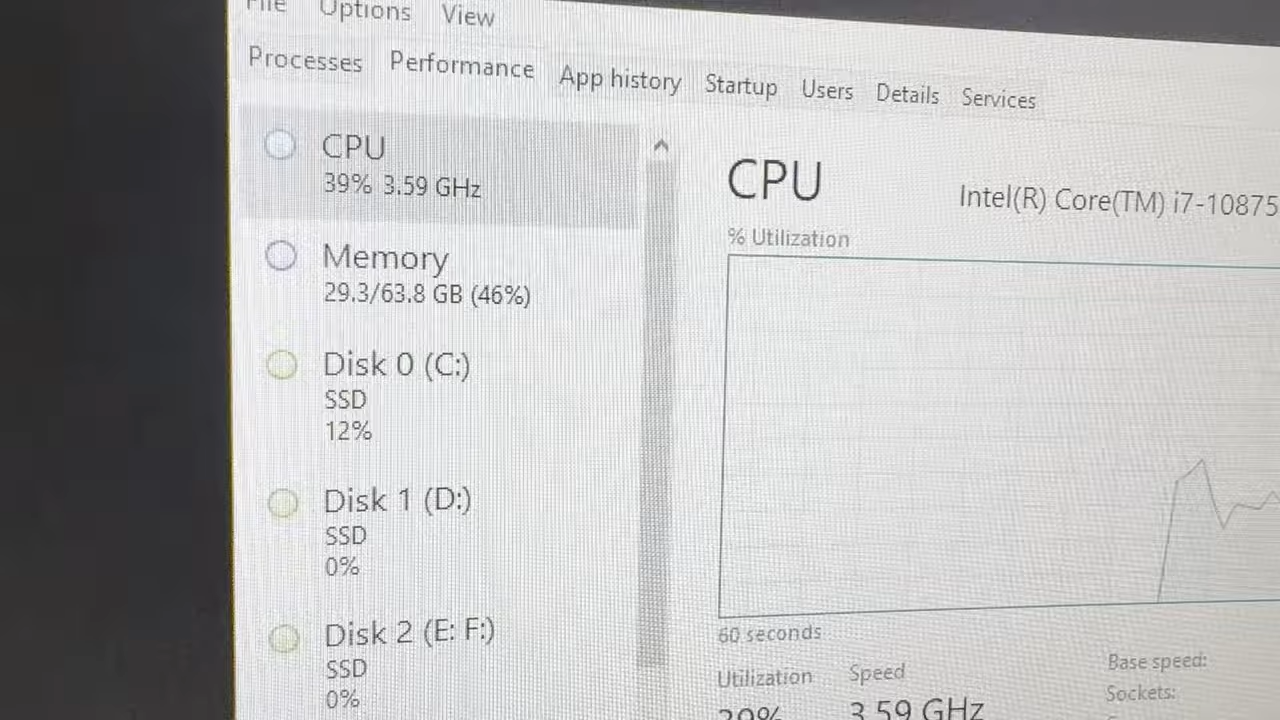 File Options View
Processes Performance App history Startup Users Details Services
CPU
39% 3.59 GHz
Memory
29.3/63.8 GB (46%)
Disk 0 (C:)
SSD
12%
Disk 1 (D:)
SSD
0%
Disk 2 (E: F:)
SSD
0%
CPU
Intel(R) Core(TM) i7-10875
% Utilization
60 seconds
Utilization
Speed
3.59 GHz
Base speed:
Sockets: